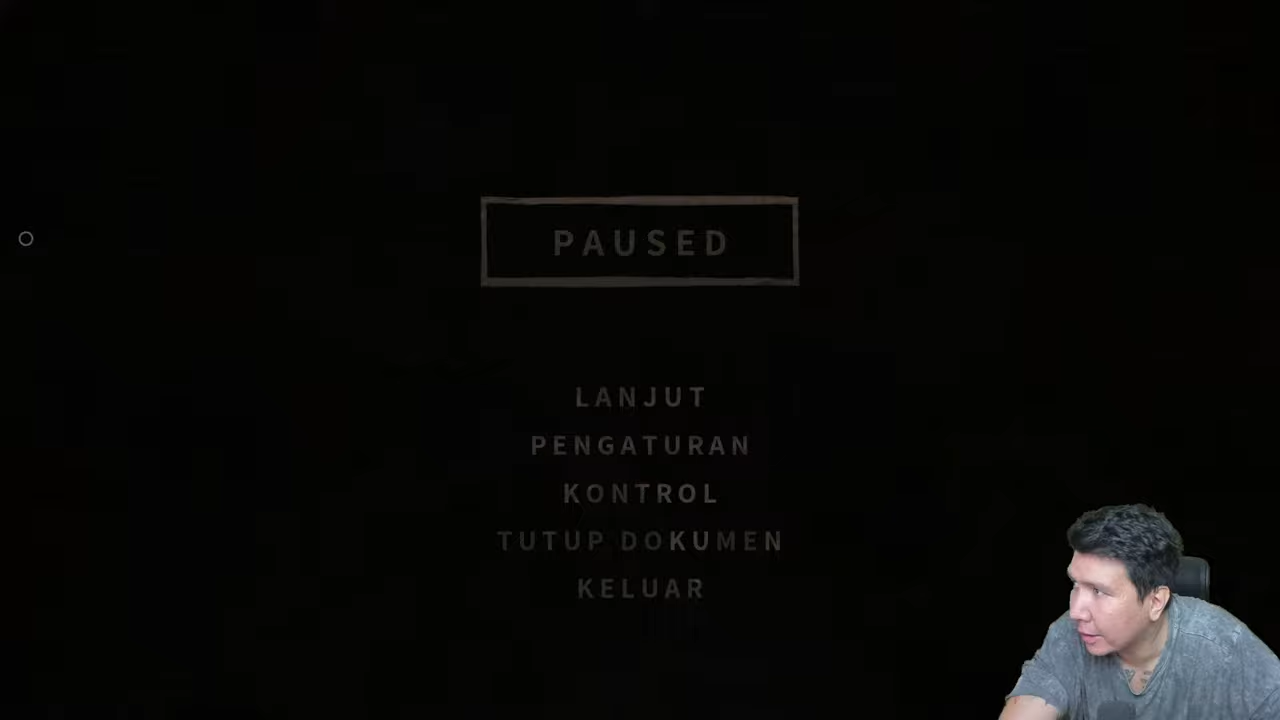 PAUSED
LANJUT
PENGATURAN
KONTROL
TUTUP DOKUMEN
KELUAR